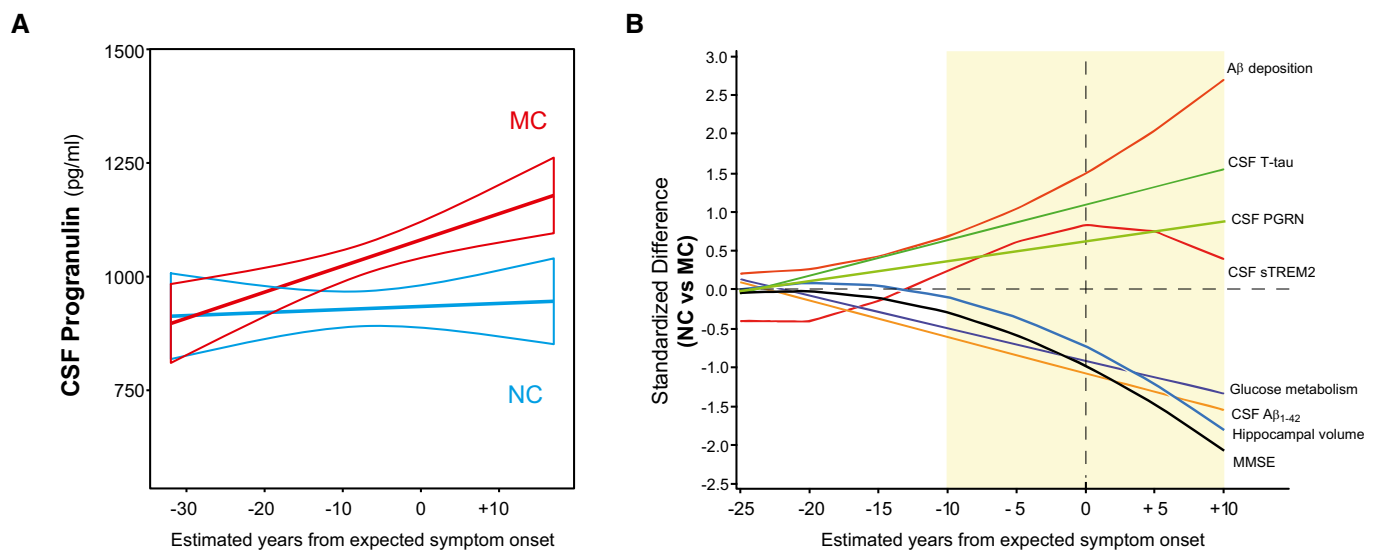 A
1500
1250
1000
750
CSF Progranulin (pg/ml)
MC
NC
-30 -20 -10 0 +10
Estimated years from expected symptom onset
B
3.0
2.5
2.0
1.5
1.0
0.5
0.0
-0.5
-1.0
-1.5
-2.0
-2.5
Standardized Difference
(NC vs MC)
Aβ deposition
CSF T-tau
CSF PGRN
CSF sTREM2
Glucose metabolism
CSF Aβ1-42
Hippocampal volume
MMSE
-25 -20 -15 -10 - 5 0 + 5 +10
Estimated years from expected symptom onset